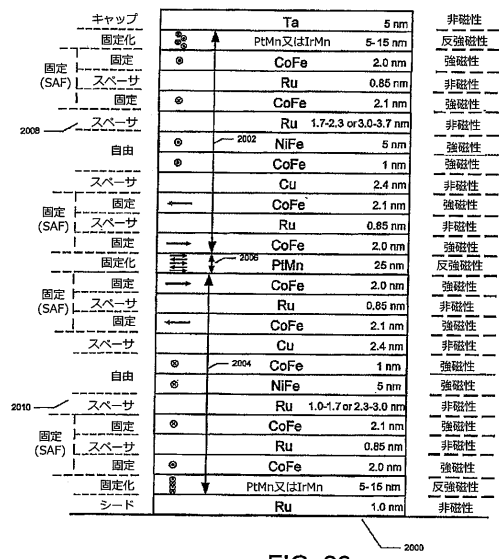 キャップ Ta 5 nm 非磁性
固定化 PtMn又はIrMn 5-15 nm 反強磁性
固定 CoFe 2.0 nm 強磁性
固定 (SAF) スペーサ Ru 0.85 nm 非磁性
固定 CoFe 2.1 nm 強磁性
2008 スペーサ Ru 1.7-2.3 or 3.0-3.7 nm 非磁性
自由 NiFe 5 nm 強磁性
2002
CoFe 1 nm 強磁性
スペーサ Cu 2.4 nm 非磁性
固定 CoFe 2.1 nm 強磁性
固定 (SAF) スペーサ Ru 0.85 nm 非磁性
固定 CoFe 2.0 nm 強磁性
2006
固定化 PtMn 25 nm 反強磁性
固定 CoFe 2.0 nm 強磁性
固定 (SAF) スペーサ Ru 0.85 nm 非磁性
固定 CoFe 2.1 nm 強磁性
スペーサ Cu 2.4 nm 非磁性
2004
自由 CoFe 1 nm 強磁性
NiFe 5 nm 強磁性
2010 スペーサ Ru 1.0-1.7 or 2.3-3.0 nm 非磁性
固定 CoFe 2.1 nm 強磁性
固定 (SAF) スペーサ Ru 0.85 nm 非磁性
固定 CoFe 2.0 nm 強磁性
固定化 PtMn又はIrMn 5-15 nm 反強磁性
シード Ru 1.0 nm 非磁性
2000